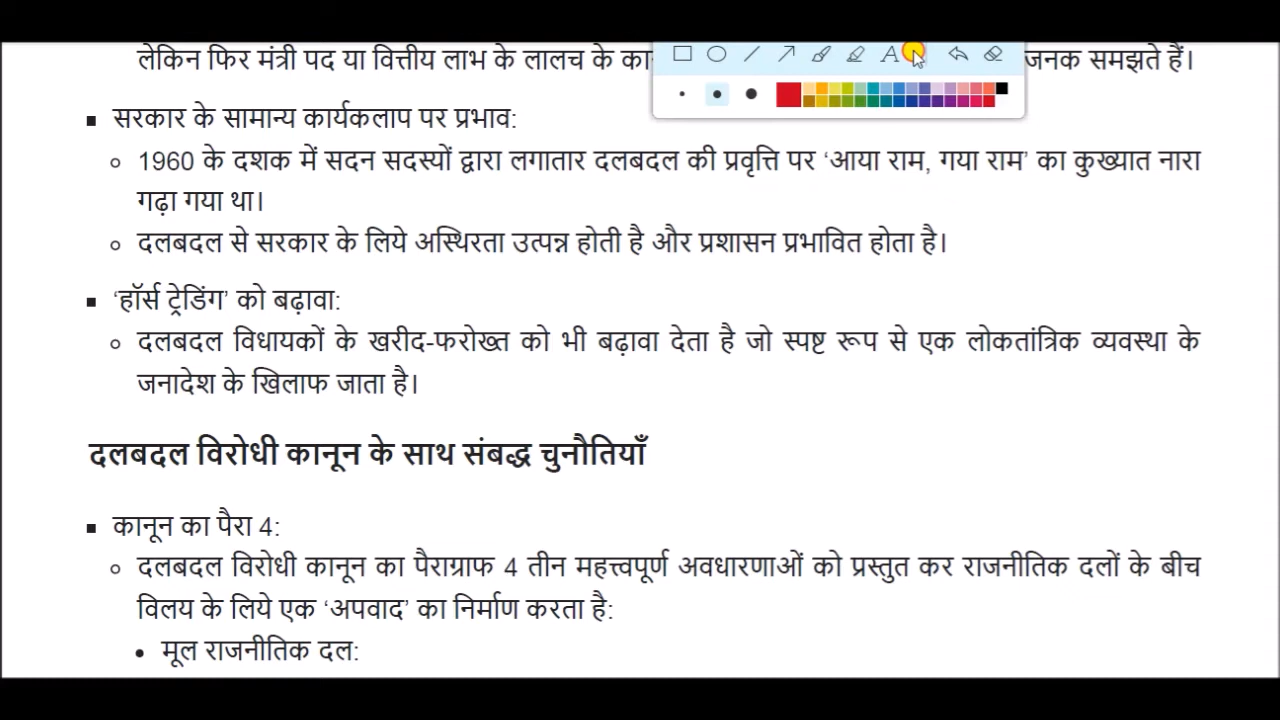 लेकिन फिर मंत्री पद या वित्तीय लाभ के लालच के जनक समझते हैं।
सरकार के सामान्य कार्यकलाप पर प्रभाव:
1960 के दशक में सदन सदस्यों द्वारा लगातार दलबदल की प्रवृत्ति पर ‘आया राम, गया राम’ का कुख्यात नारा
गढ़ा गया था।
दलबदल से सरकार के लिये अस्थिरता उत्पन्न होती है और प्रशासन प्रभावित होता है।
‘हॉर्स ट्रेडिंग’ को बढ़ावा:
दलबदल विधायकों के खरीद-फरोख्त को भी बढ़ावा देता है जो स्पष्ट रूप से एक लोकतांत्रिक व्यवस्था के
जनादेश के खिलाफ जाता है।
दलबदल विरोधी कानून के साथ संबद्ध चुनौतियाँ
कानून का पैरा 4:
दलबदल विरोधी कानून का पैराग्राफ 4 तीन महत्त्वपूर्ण अवधारणाओं को प्रस्तुत कर राजनीतिक दलों के बीच
विलय के लिये एक ‘अपवाद’ का निर्माण करता है:
मूल राजनीतिक दल: